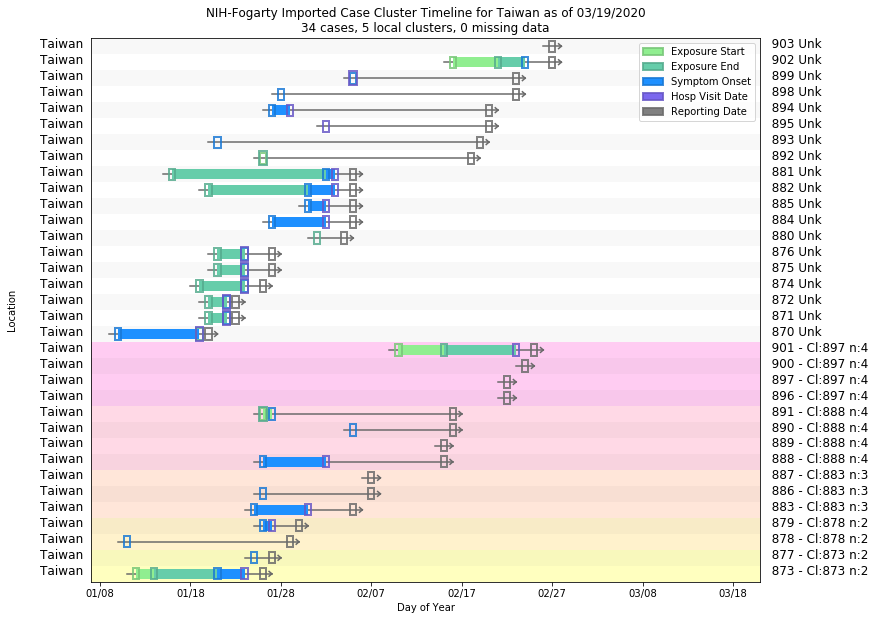 NIH-Fogarty Imported Case Cluster Timeline for Taiwan as of 03/19/2020
34 cases, 5 local clusters, 0 missing data
Taiwan 903 Unk
Taiwan 902 Unk
Taiwan 899 Unk
Taiwan 898 Unk
Taiwan 894 Unk
Taiwan 895 Unk
Taiwan 893 Unk
Taiwan 892 Unk
Taiwan 881 Unk
Taiwan 882 Unk
Taiwan 885 Unk
Taiwan 884 Unk
Taiwan 880 Unk
Taiwan 876 Unk
Taiwan 875 Unk
Taiwan 874 Unk
Taiwan 872 Unk
Taiwan 871 Unk
Taiwan 870 Unk
Taiwan 901 - Cl:897 n:4
Taiwan 900 - Cl:897 n:4
Taiwan 897 - Cl:897 n:4
Taiwan 896 - Cl:897 n:4
Taiwan 891 - Cl:888 n:4
Taiwan 890 - Cl:888 n:4
Taiwan 889 - Cl:888 n:4
Taiwan 888 - Cl:888 n:4
Taiwan 887 - Cl:883 n:3
Taiwan 886 - Cl:883 n:3
Taiwan 883 - Cl:883 n:3
Taiwan 879 - Cl:878 n:2
Taiwan 878 - Cl:878 n:2
Taiwan 877 - Cl:873 n:2
Taiwan 873 - Cl:873 n:2
Exposure Start
Exposure End
Symptom Onset
Hosp Visit Date
Reporting Date
Location
01/08 01/18 01/28 02/07 02/17 02/27 03/08 03/18
Day of Year